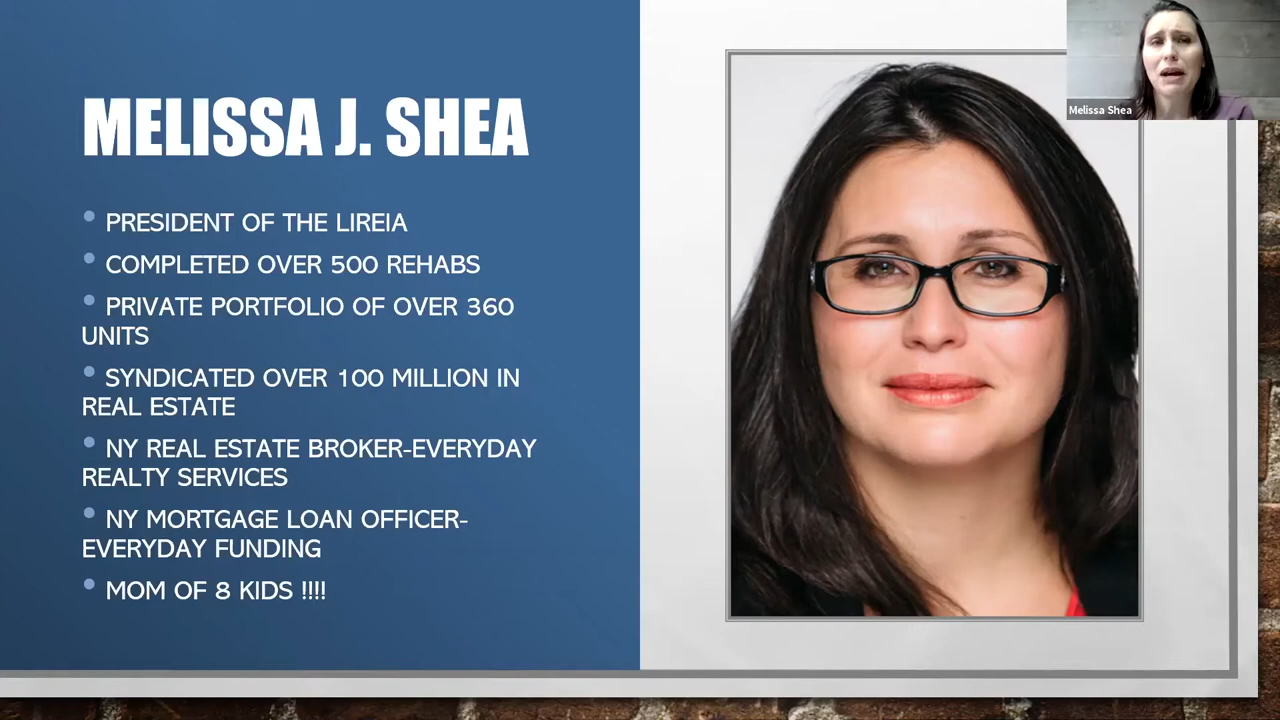 MELISSA J. SHEA
• PRESIDENT OF THE LIREIA
• COMPLETED OVER 500 REHABS
• PRIVATE PORTFOLIO OF OVER 360
UNITS
• SYNDICATED OVER 100 MILLION IN
REAL ESTATE
• NY REAL ESTATE BROKER-EVERYDAY
REALTY SERVICES
• NY MORTGAGE LOAN OFFICER-
EVERYDAY FUNDING
• MOM OF 8 KIDS !!!!
Melissa Shea